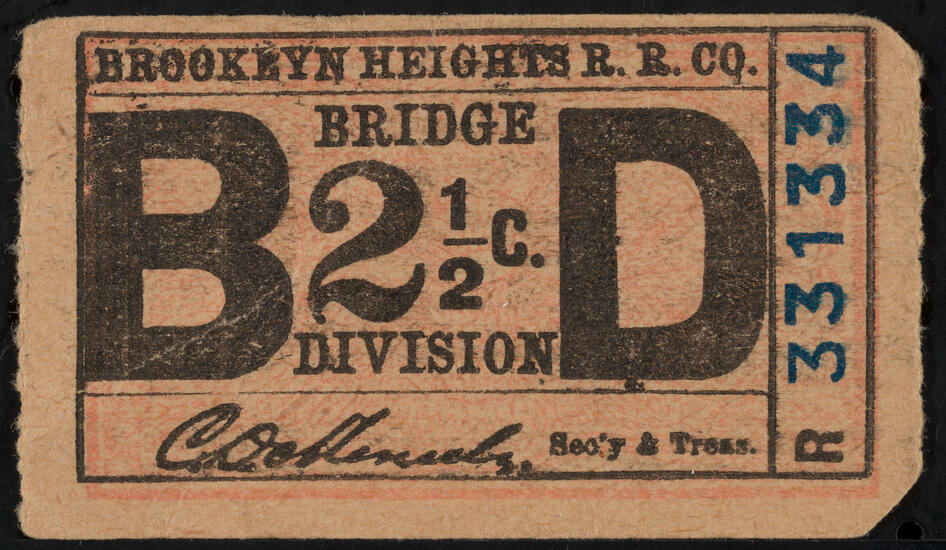 BROOKLYN HEIGHTS R. R. CO.
BRIDGE
B 2 1/2 C. D
DIVISION
Sec'y & Treas.
R 331334